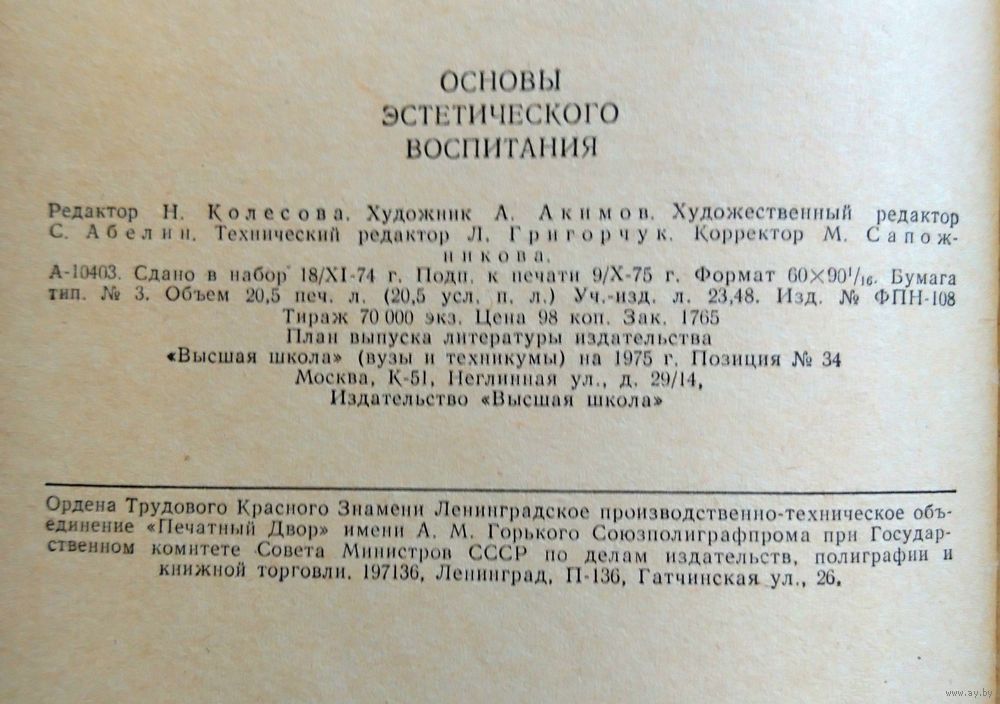 ОСНОВЫ
ЭСТЕТИЧЕСКОГО
ВОСПИТАНИЯ
Редактор Н. Колесова. Художник А. Акимов. Художественный редактор
С. Абелин. Технический редактор Л. Григорчук. Корректор М. Сапож-
никова.
А-10403. Сдано в набор 18/XI-74 г. Подп. к печати 9/X-75 г. Формат 60×90¹/₁₆. Бумага
тип. № 3. Объем 20,5 печ. л. (20,5 усл. п. л.) Уч.-изд. л. 23,48. Изд. № ФПН-108
Тираж 70 000 экз. Цена 98 коп. Зак. 1765
План выпуска литературы издательства
«Высшая школа» (вузы и техникумы) на 1975 г. Позиция № 34
Москва, К-51, Неглинная ул., д. 29/14,
Издательство «Высшая школа»
Ордена Трудового Красного Знамени Ленинградское производственно-техническое объ-
единение «Печатный Двор» имени А. М. Горького Союзполиграфпрома при Государ-
ственном комитете Совета Министров СССР по делам издательств, полиграфии и
книжной торговли. 197136, Ленинград, П-136, Гатчинская ул., 26.
www.ay.by